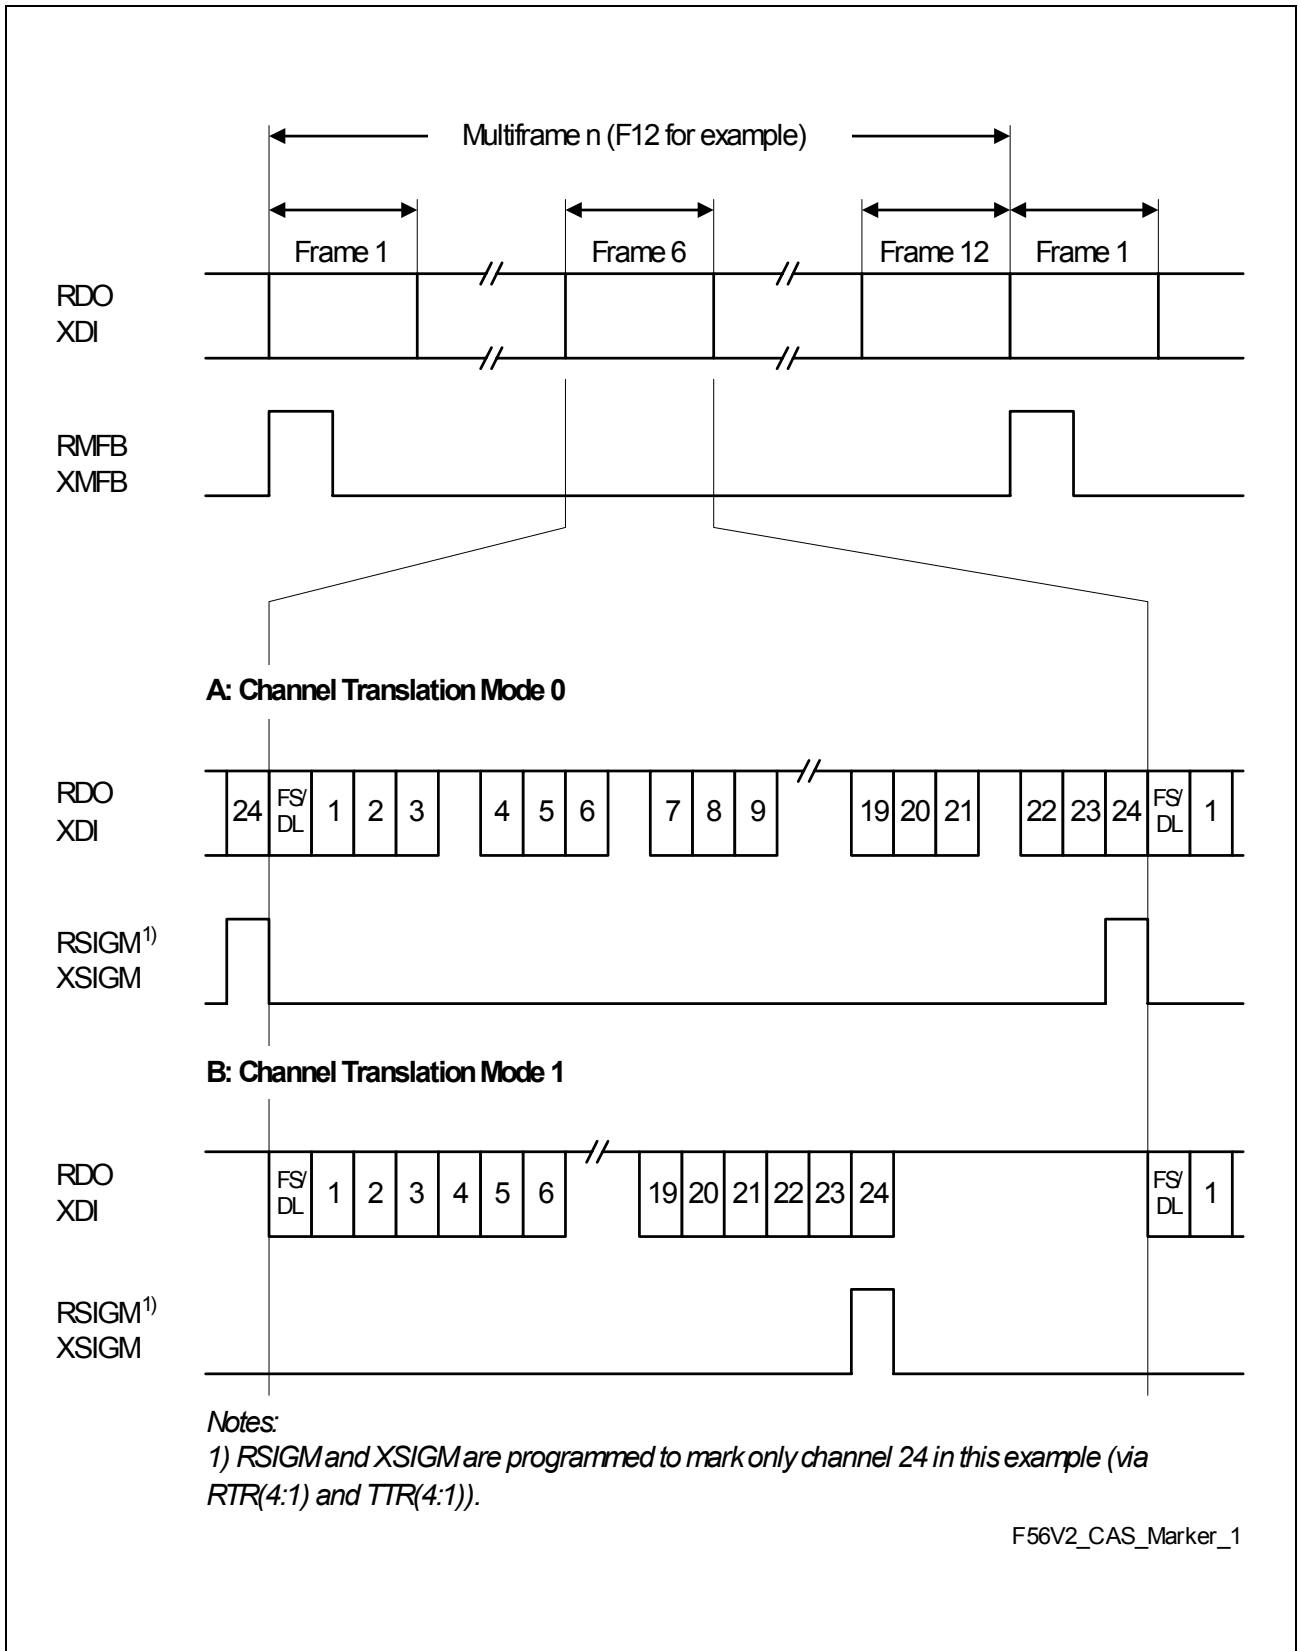 Multiframe n (F12 for example)
Frame 1 Frame 6 Frame 12 Frame 1
RDO
XDI
RMFB
XMFB
A: Channel Translation Mode 0
RDO
XDI
24 FS/DL 1 2 3 4 5 6 7 8 9 19 20 21 22 23 24 FS/DL 1
RSIGM1)
XSIGM
B: Channel Translation Mode 1
RDO
XDI
FS/DL 1 2 3 4 5 6 19 20 21 22 23 24 FS/DL 1
RSIGM1)
XSIGM
Notes:
1) RSIGM and XSIGM are programmed to mark only channel 24 in this example (via
RTR(4:1) and TTR(4:1)).
F56V2_CAS_Marker_1